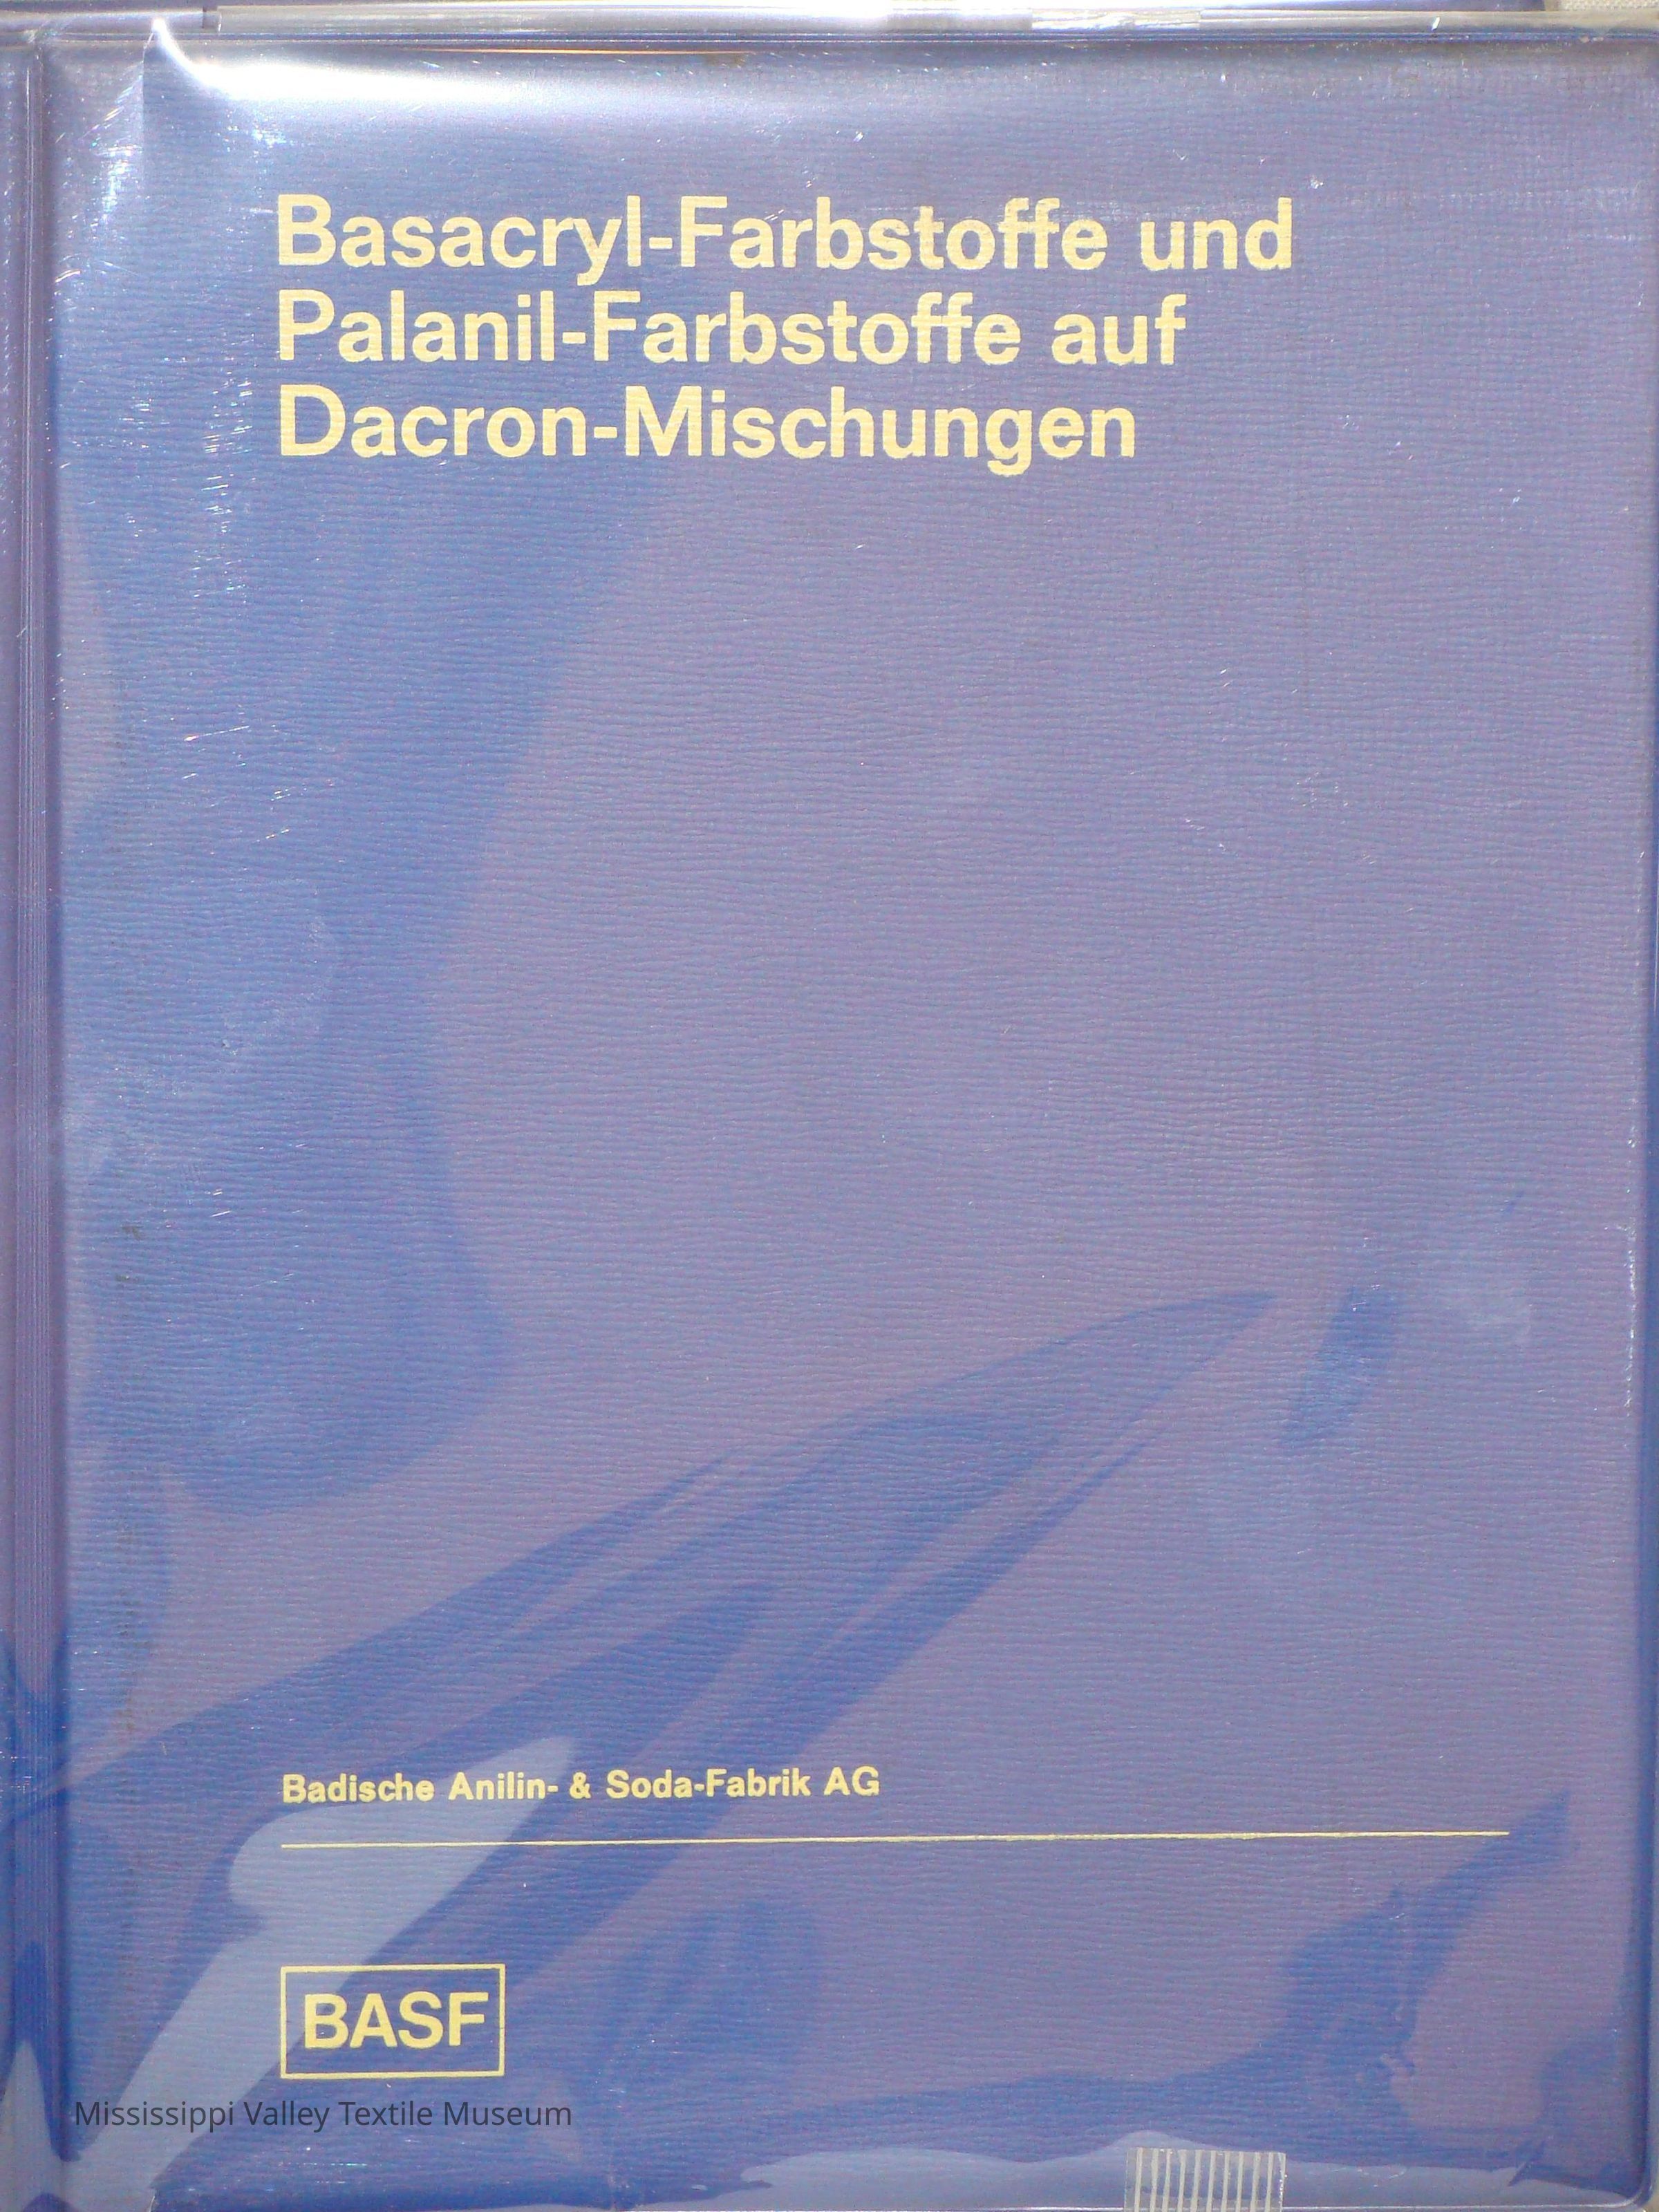 Basacryl-Farbstoffe und
Palanil-Farbstoffe auf
Dacron-Mischungen
Badische Anilin- & Soda-Fabrik AG
BASF
Mississippi Valley Textile Museum